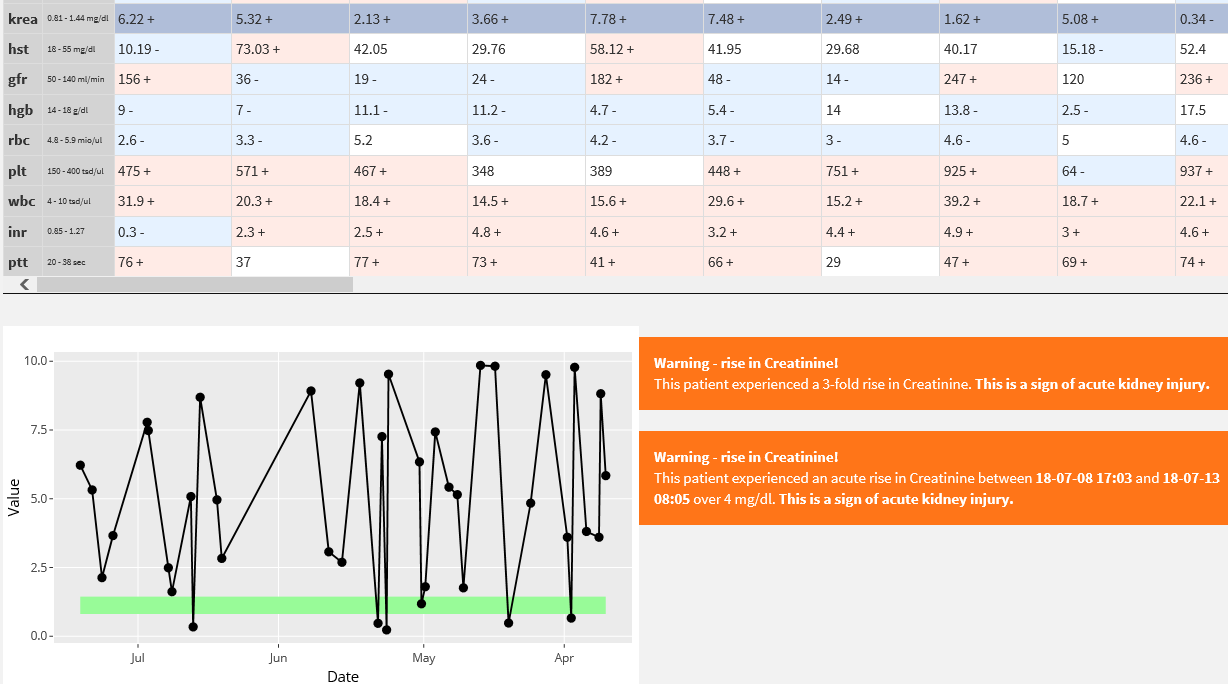 krea 0.81 - 1.44 mg/dl 6.22 + 5.32 + 2.13 + 3.66 + 7.78 + 7.48 + 2.49 + 1.62 + 5.08 + 0.34 -
hst 18 - 55 mg/dl 10.19 - 73.03 + 42.05 29.76 58.12 + 41.95 29.68 40.17 15.18 - 52.4
gfr 50 - 140 ml/min 156 + 36 - 19 - 24 - 182 + 48 - 14 - 247 + 120 236 +
hgb 14 - 18 g/dl 9 - 7 - 11.1 - 11.2 - 4.7 - 5.4 - 14 13.8 - 2.5 - 17.5
rbc 4.8 - 5.9 mio/ul 2.6 - 3.3 - 5.2 3.6 - 4.2 - 3.7 - 3 - 4.6 - 5 4.6 -
plt 150 - 400 tsd/ul 475 + 571 + 467 + 348 389 448 + 751 + 925 + 64 - 937 +
wbc 4 - 10 tsd/ul 31.9 + 20.3 + 18.4 + 14.5 + 15.6 + 29.6 + 15.2 + 39.2 + 18.7 + 22.1 +
inr 0.85 - 1.27 0.3 - 2.3 + 2.5 + 4.8 + 4.6 + 3.2 + 4.4 + 4.9 + 3 + 4.6 +
ptt 20 - 38 sec 76 + 37 77 + 73 + 41 + 66 + 29 47 + 69 + 74 +
10.0
7.5
5.0
2.5
0.0
Value
Jul Jun May Apr
Date
Warning - rise in Creatinine!
This patient experienced a 3-fold rise in Creatinine. This is a sign of acute kidney injury.
Warning - rise in Creatinine!
This patient experienced an acute rise in Creatinine between 18-07-08 17:03 and 18-07-13
08:05 over 4 mg/dl. This is a sign of acute kidney injury.